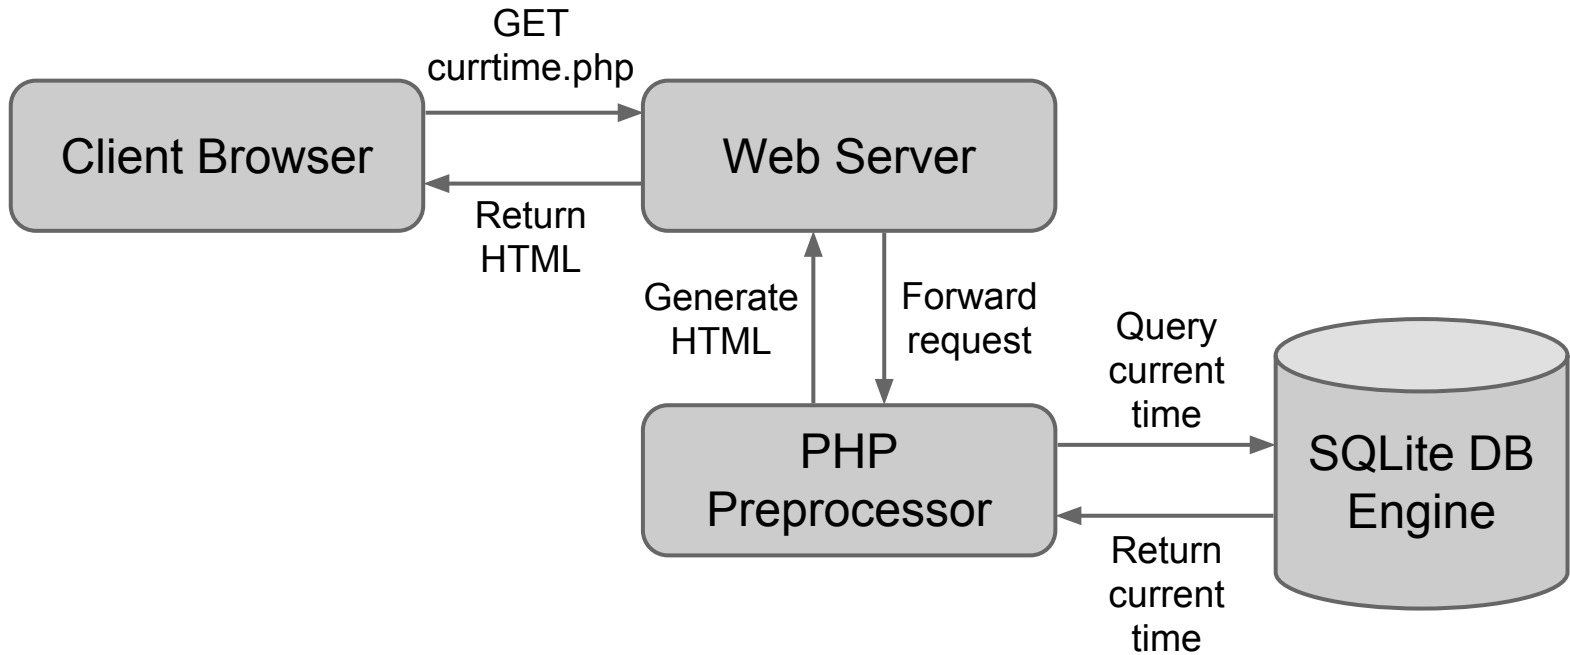 GET
currtime.php
Client Browser
Web Server
Return
HTML
Generate
HTML
Forward
request
Query
current
time
PHP
Preprocessor
SQLite DB
Engine
Return
current
time